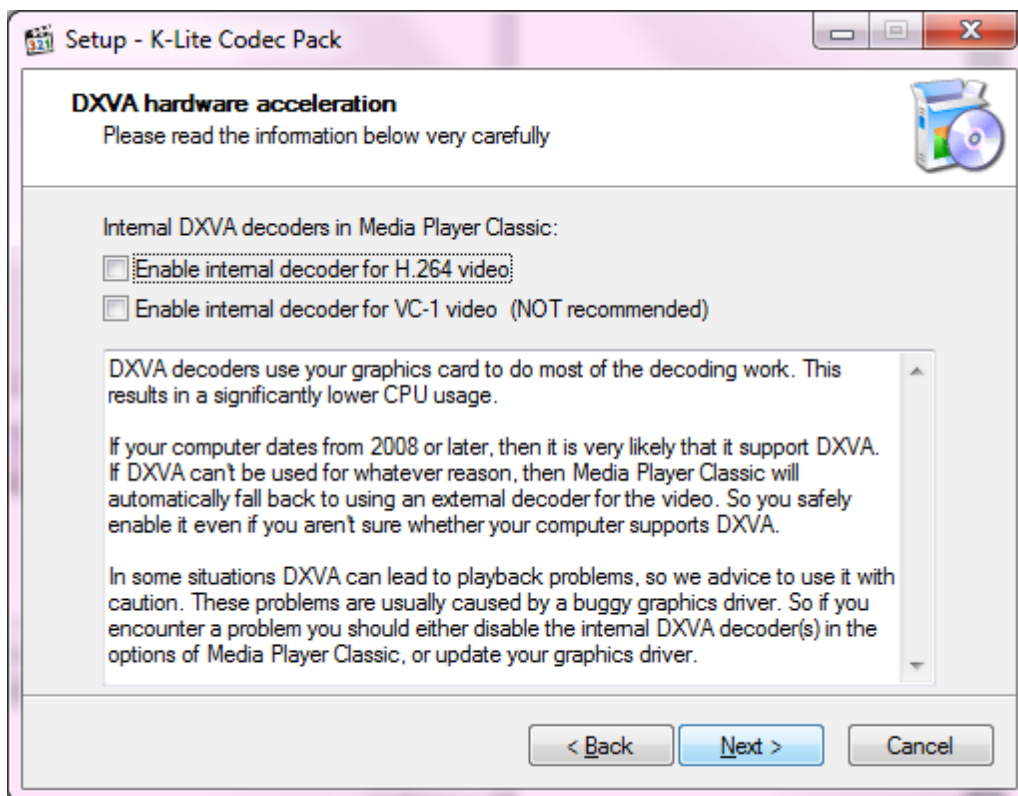 Setup - K-Lite Codec Pack
DXVA hardware acceleration
Please read the information below very carefully
Internal DXVA decoders in Media Player Classic:
Enable internal decoder for H.264 video
Enable internal decoder for VC-1 video (NOT recommended)
DXVA decoders use your graphics card to do most of the decoding work. This
results in a significantly lower CPU usage.
If your computer dates from 2008 or later, then it is very likely that it support DXVA.
If DXVA can't be used for whatever reason, then Media Player Classic will
automatically fall back to using an external decoder for the video. So you safely
enable it even if you aren't sure whether your computer supports DXVA.
In some situations DXVA can lead to playback problems, so we advice to use it with
caution. These problems are usually caused by a buggy graphics driver. So if you
encounter a problem you should either disable the internal DXVA decoder(s) in the
options of Media Player Classic, or update your graphics driver.
< Back
Next >
Cancel